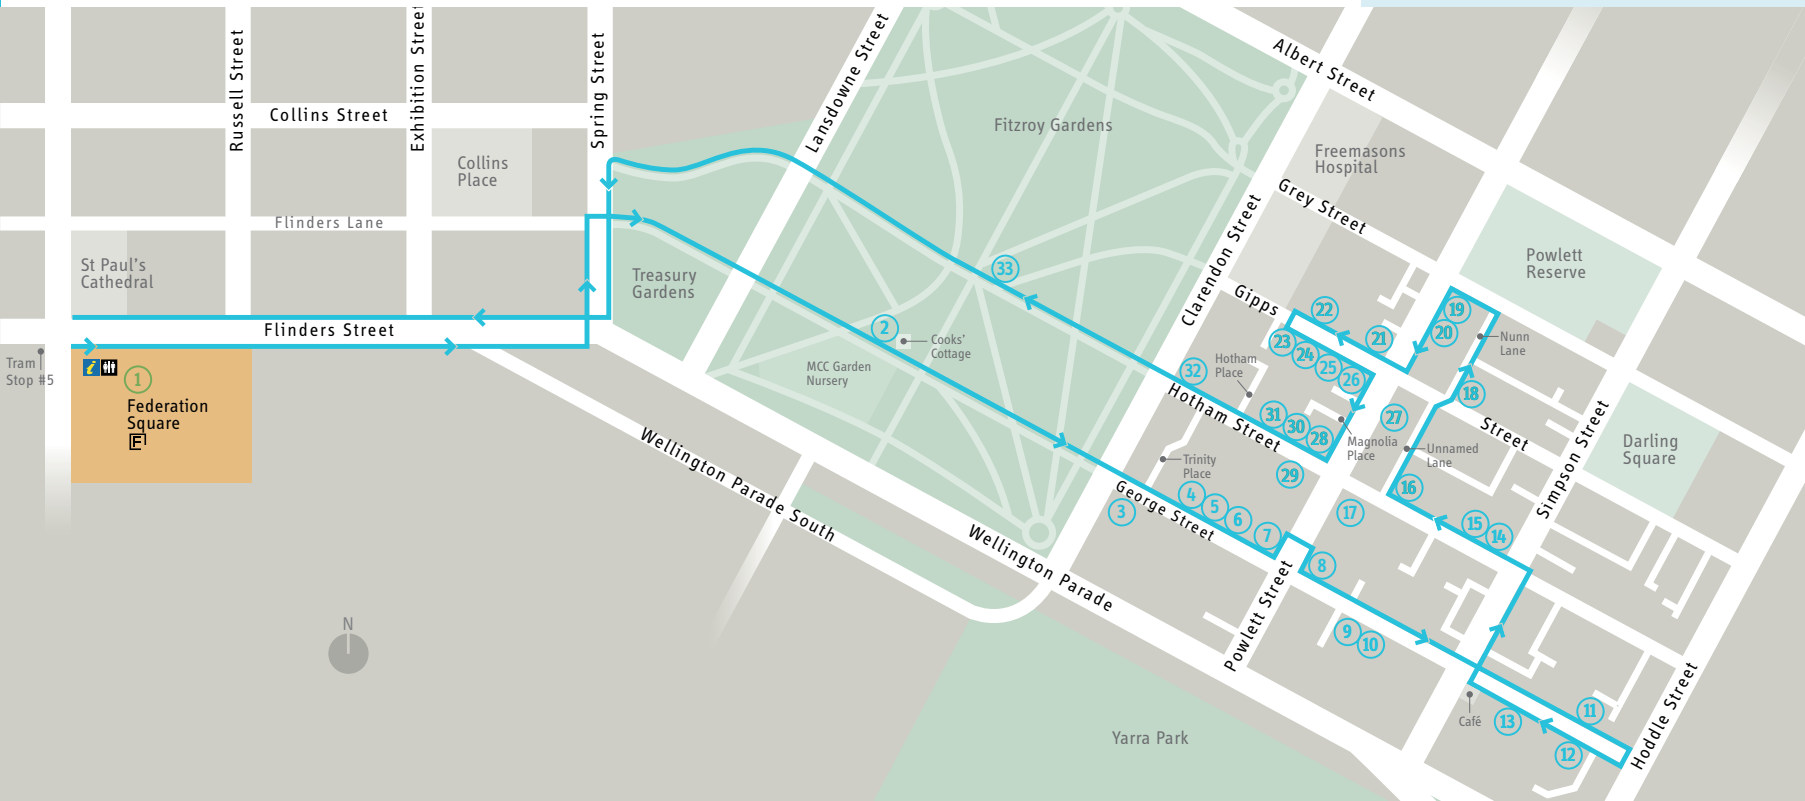 Russell Street
Exhibition Street
Spring Street
Lansdowne Street
Albert Street
Collins Street
Collins
Place
Fitzroy Gardens
Freemasons
Hospital
Grey Street
Clarendon Street
Flinders Lane
St Paul's
Cathedral
Treasury
Gardens
Powlett
Reserve
33
Gipps
22
19
20
21
Nunn
Lane
Flinders Street
2
Cooks'
Cottage
23
24
25
26
Tram
Stop #5
i
1
Federation
Square
F
MCC Garden
Nursery
Hotham
Place
32
Hotham Street
31
30
28
27
18
Magnolia
Place
Street
Unnamed
Lane
Simpson Street
Darling
Square
Trinity
Place
29
16
Wellington Parade South
George Street
3
4
5
6
7
17
15
14
Wellington Parade
8
Powlett Street
9
10
N
Hoddle Street
Café
13
11
12
Yarra Park